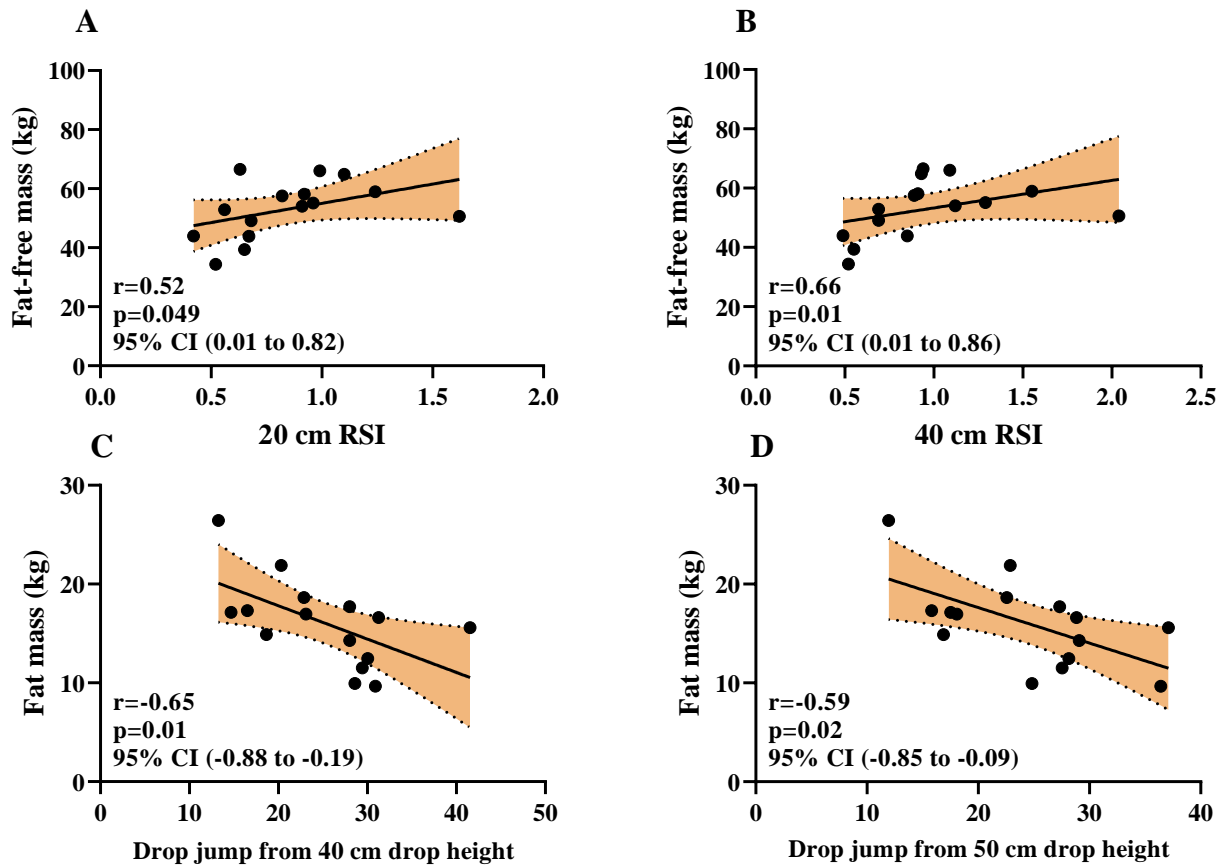 A
Fat-free mass (kg)
100
80
60
40
20
0
r=0.52
p=0.049
95% CI (0.01 to 0.82)
0.0 0.5 1.0 1.5 2.0
20 cm RSI
B
Fat-free mass (kg)
100
80
60
40
20
0
r=0.66
p=0.01
95% CI (0.01 to 0.86)
0.0 0.5 1.0 1.5 2.0 2.5
40 cm RSI
C
Fat mass (kg)
30
20
10
0
r=-0.65
p=0.01
95% CI (-0.88 to -0.19)
0 10 20 30 40 50
Drop jump from 40 cm drop height
D
Fat mass (kg)
30
20
10
0
r=-0.59
p=0.02
95% CI (-0.85 to -0.09)
0 10 20 30 40
Drop jump from 50 cm drop height